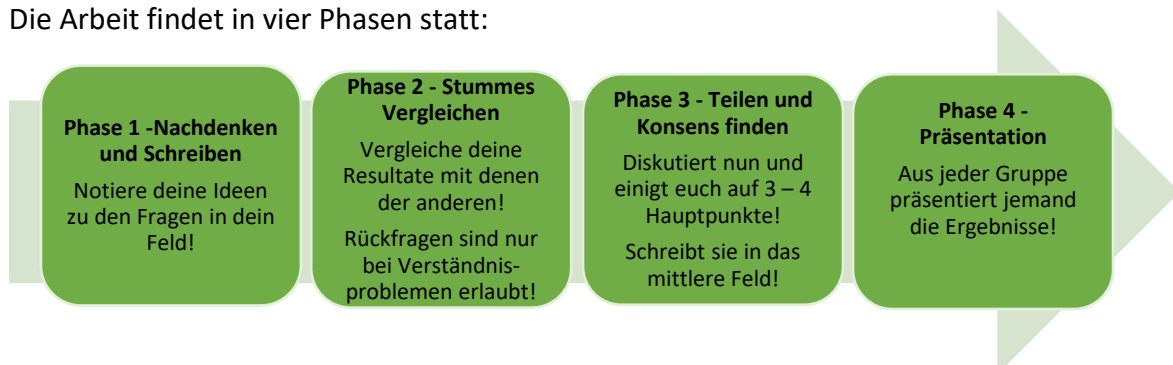 Die Arbeit findet in vier Phasen statt:
Phase 1 -Nachdenken
und Schreiben
Notiere deine Ideen
zu den Fragen in dein
Feld!
Phase 2 - Stummes
Vergleichen
Vergleiche deine
Resultate mit denen
der anderen!
Rückfragen sind nur
bei Verständnis-
problemen erlaubt!
Phase 3 - Teilen und
Konsens finden
Diskutiert nun und
einigt euch auf 3 – 4
Hauptpunkte!
Schreibt sie in das
mittlere Feld!
Phase 4 -
Präsentation
Aus jeder Gruppe
präsentiert jemand
die Ergebnisse!